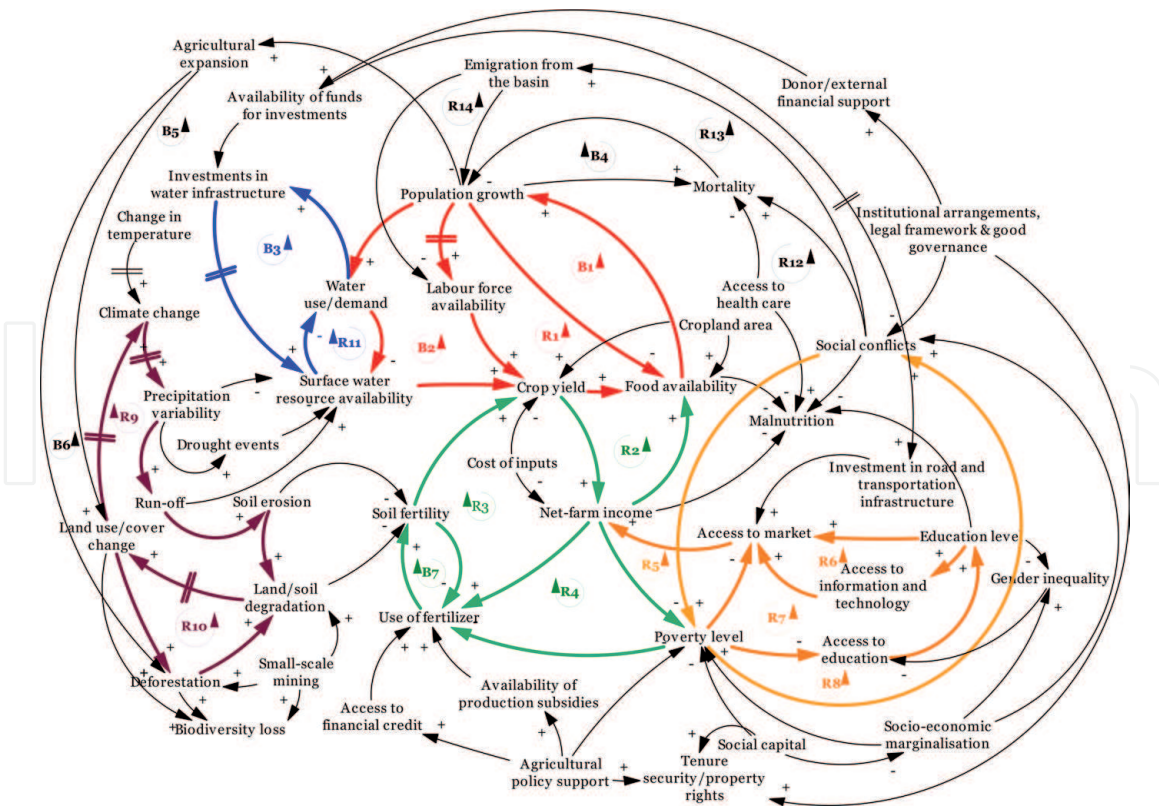 Agricultural
expansion
Emigration from
the basin
Donor/external
financial support
Availability of funds
for investments
R14
R13
B5
B4
Investments in
water infrastructure
Population growth
Mortality
Change in
temperature
Institutional arrangements,
legal framework & good
governance
B3
B1
R12
Water
use/demand
Labour force
availability
Access to
health care
Climate change
Cropland area
R11
B2
R1
Social conflicts
Surface water
resource availability
Crop yield
Food availability
Precipitation
variability
R9
Malnutrition
B6
Drought events
R2
Cost of inputs
Investment in road and
transportation
infrastructure
Run-off
Soil erosion
R3
Soil fertility
Net-farm income
Land use/cover
change
Access to market
Education level
R5
R6
B7
Access to
information and
technology
Gender inequality
Land/soil
degradation
R4
R10
Use of fertilizer
R7
Poverty level
Access to
education
Deforestation
Small-scale
mining
R8
Availability of
production subsidies
Biodiversity loss
Access to
financial credit
Socio-economic
marginalisation
Social capital
Agricultural
policy support
Tenure
security/property
rights